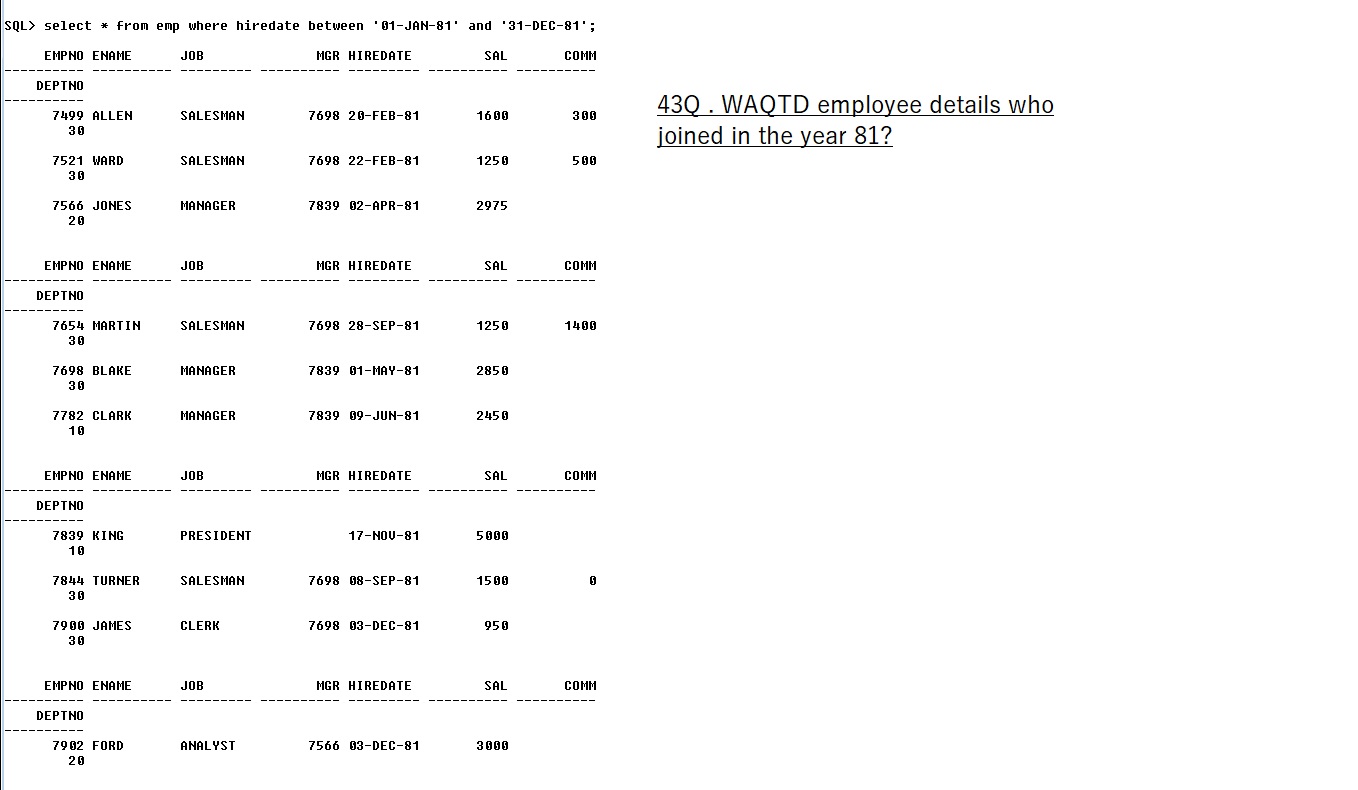 SQL> select * from emp where hiredate between '01-JAN-81' and '31-DEC-81';
EMPNO ENAME JOB MGR HIREDATE SAL COMM
---------- ---------- --------- ---------- --------- ---------- ----------
DEPTNO
----------
7499 ALLEN SALESMAN 7698 20-FEB-81 1600 300
30
7521 WARD SALESMAN 7698 22-FEB-81 1250 500
30
7566 JONES MANAGER 7839 02-APR-81 2975
20
EMPNO ENAME JOB MGR HIREDATE SAL COMM
---------- ---------- --------- ---------- --------- ---------- ----------
DEPTNO
----------
7654 MARTIN SALESMAN 7698 28-SEP-81 1250 1400
30
7698 BLAKE MANAGER 7839 01-MAY-81 2850
30
7782 CLARK MANAGER 7839 09-JUN-81 2450
10
EMPNO ENAME JOB MGR HIREDATE SAL COMM
---------- ---------- --------- ---------- --------- ---------- ----------
DEPTNO
----------
7839 KING PRESIDENT 17-NOV-81 5000
10
7844 TURNER SALESMAN 7698 08-SEP-81 1500 0
30
7900 JAMES CLERK 7698 03-DEC-81 950
30
EMPNO ENAME JOB MGR HIREDATE SAL COMM
---------- ---------- --------- ---------- --------- ---------- ----------
DEPTNO
----------
7902 FORD ANALYST 7566 03-DEC-81 3000
20
43Q . WAQTD employee details who
joined in the year 81?